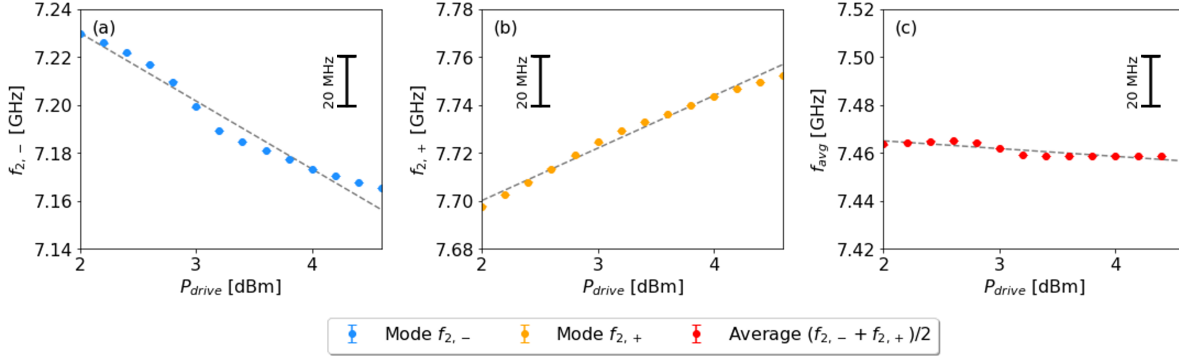 (a)
7.24
7.22
7.20
7.18
7.16
7.14
f2, − [GHz]
20 MHz
2
3
4
Pdrive [dBm]
(b)
7.78
7.76
7.74
7.72
7.70
7.68
f2, + [GHz]
20 MHz
2
3
4
Pdrive [dBm]
(c)
7.52
7.50
7.48
7.46
7.44
7.42
favg [GHz]
20 MHz
2
3
4
Pdrive [dBm]
Mode f2, − Mode f2, + Average (f2, − + f2, +)/2